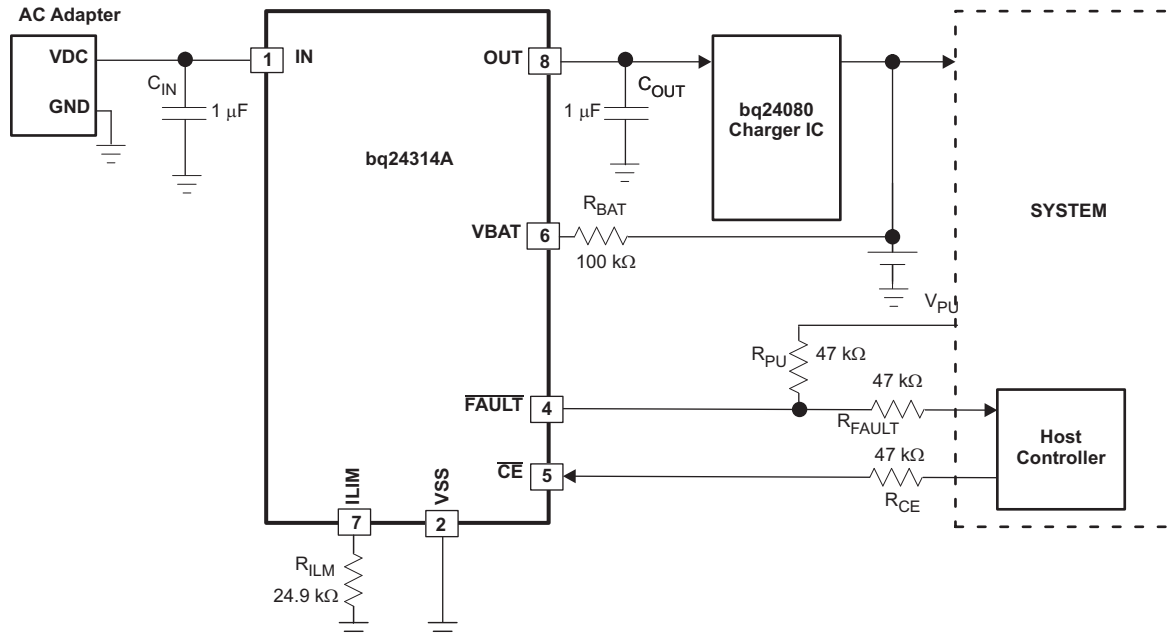 AC Adapter
VDC
GND
C_IN
1 μF
1
IN
OUT
8
C_OUT
1 μF
bq24080
Charger IC
bq24314A
SYSTEM
R_BAT
VBAT
6
100 kΩ
V_PU
R_PU
47 kΩ
47 kΩ
FAULT
4
R_FAULT
Host
Controller
47 kΩ
CE
5
R_CE
ILIM
VSS
7
2
R_ILM
24.9 kΩ